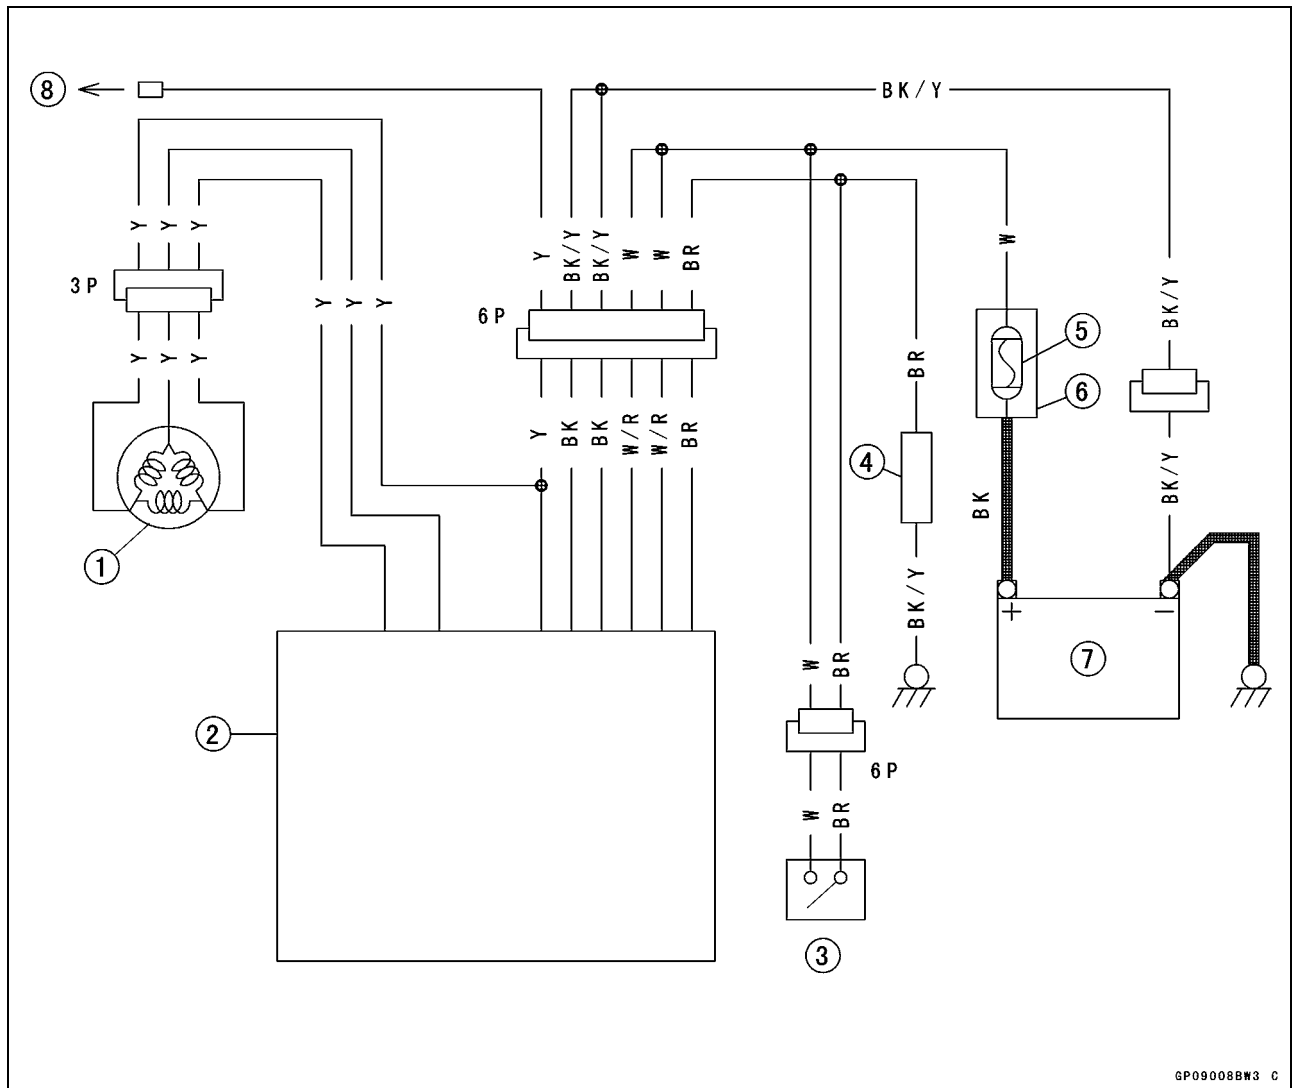 8
BK/Y
Y Y Y
Y BK/Y BK/Y W W BR
W
3P
Y Y Y
6P
BK/Y
5
Y Y Y
BR
6
Y BK BK W/R W/R BR
4
BK
BK/Y
1
BK/Y
+ −
7
W BR
2
6P
W BR
3
GP09008BW3 C